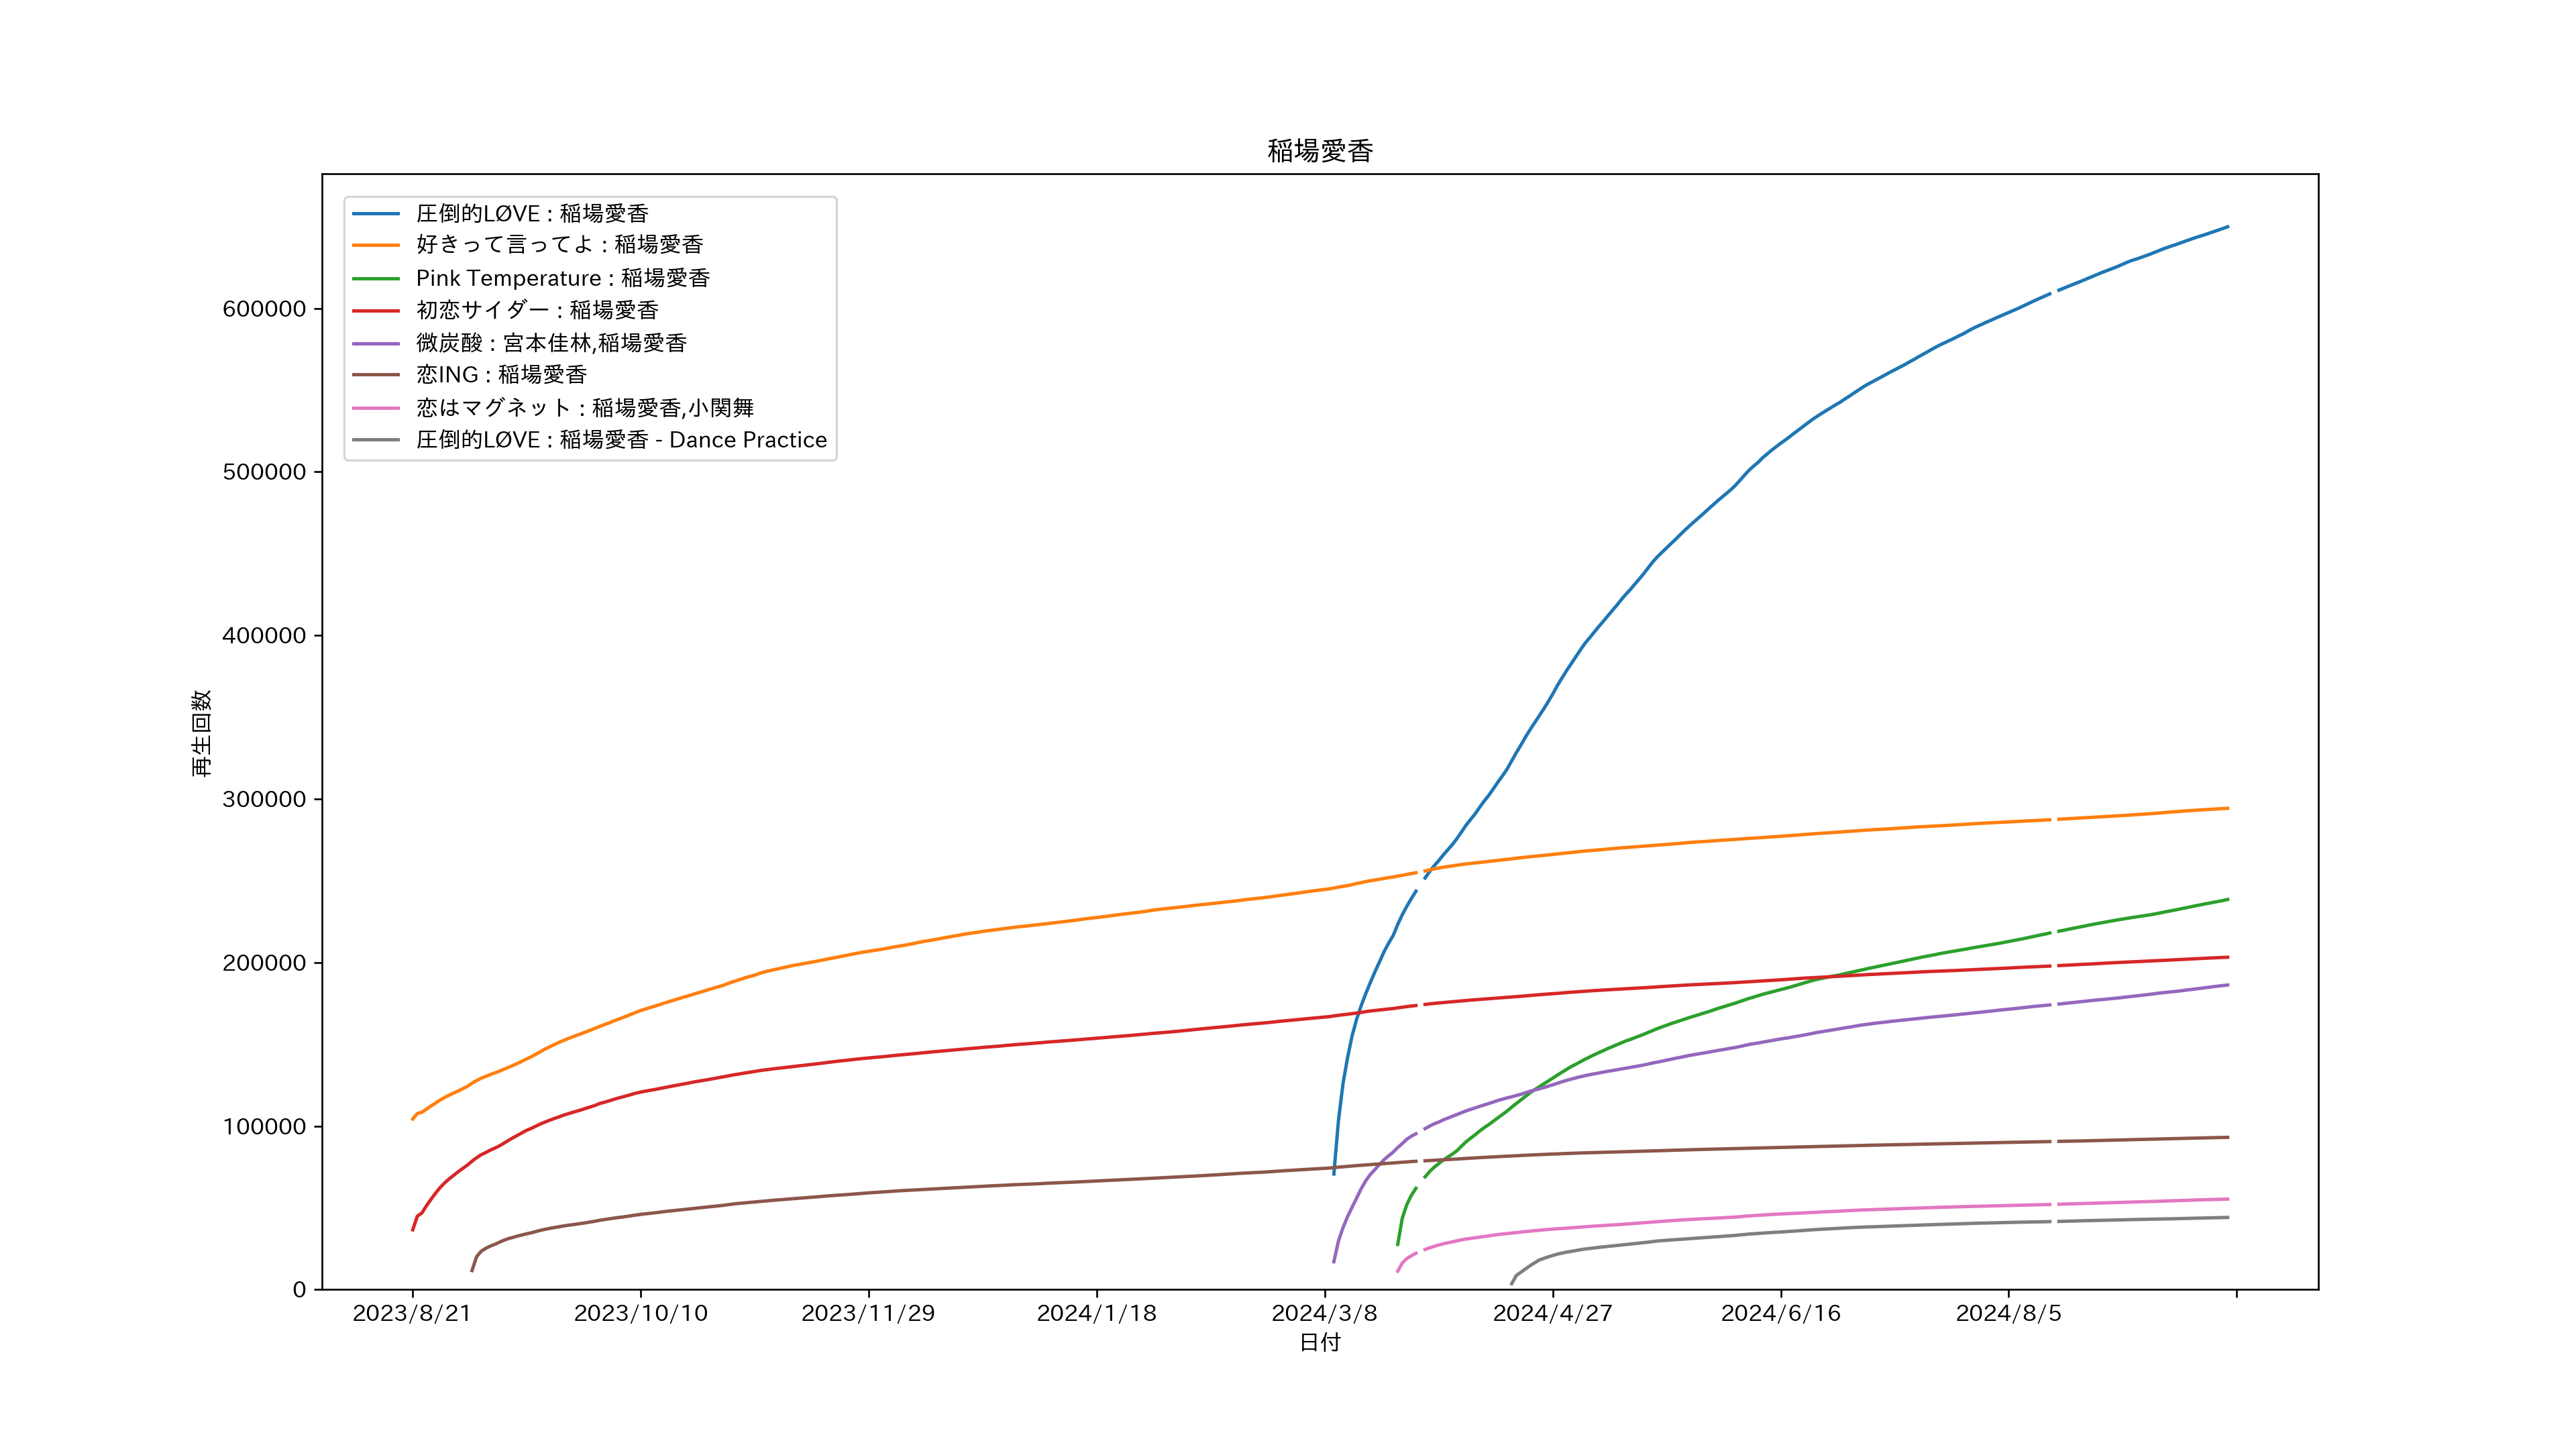 稲場愛香
圧倒的LØVE : 稲場愛香
好きって言ってよ : 稲場愛香
Pink Temperature : 稲場愛香
初恋サイダー : 稲場愛香
微炭酸 : 宮本佳林,稲場愛香
恋ING : 稲場愛香
恋はマグネット : 稲場愛香,小関舞
圧倒的LØVE : 稲場愛香 - Dance Practice
再生回数
600000
500000
400000
300000
200000
100000
0
2023/8/21
2023/10/10
2023/11/29
2024/1/18
2024/3/8
2024/4/27
2024/6/16
2024/8/5
日付